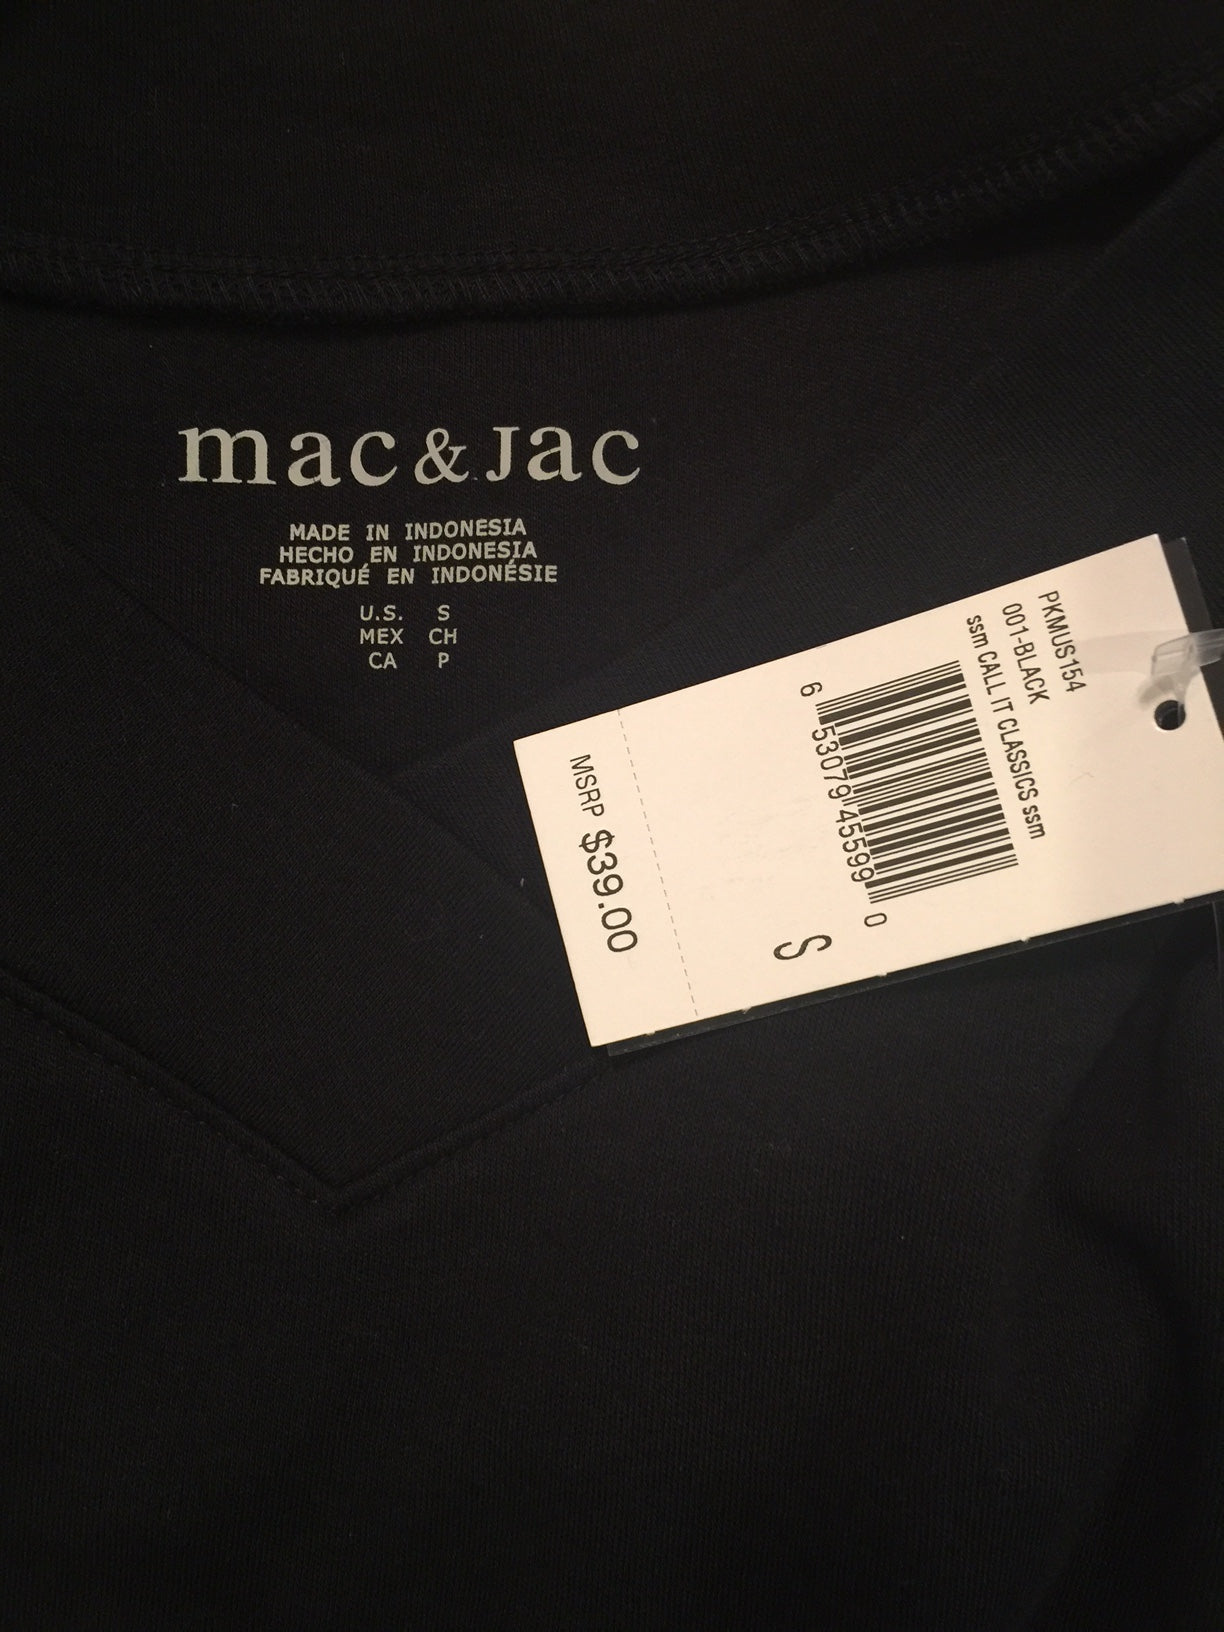 mac & Jac
MADE IN INDONESIA
HECHO EN INDONESIA
FABRIQUÉ EN INDONÉSIE
U.S. S
MEX CH
CA P
PKMUS154
001-BLACK
ssm CALL IT CLASSICS ssm
6 53079 45599 0
S
MSRP $39.00